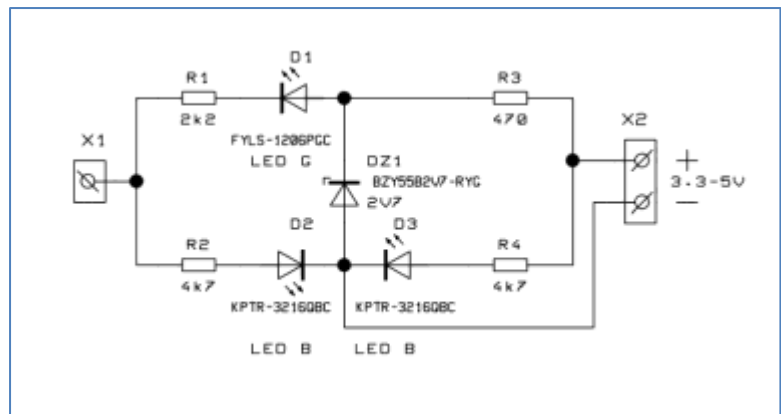 D1
R1
R3
2k2
470
X2
X1
FYLS-1206PGC
LED G
DZ1
BZY55B2V7-RYG
2V7
+
3.3-5V
-
D2
D3
R2
R4
4k7
4k7
KPTR-3216QBC
KPTR-3216QBC
LED B
LED B